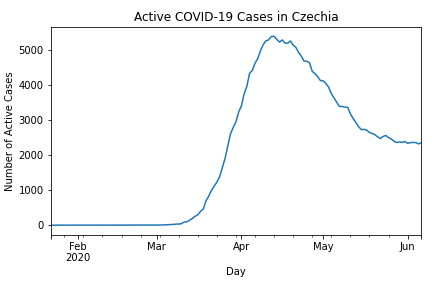 Active COVID-19 Cases in Czechia
Number of Active Cases
5000
4000
3000
2000
1000
0
Feb
2020
Mar
Apr
May
Jun
Day